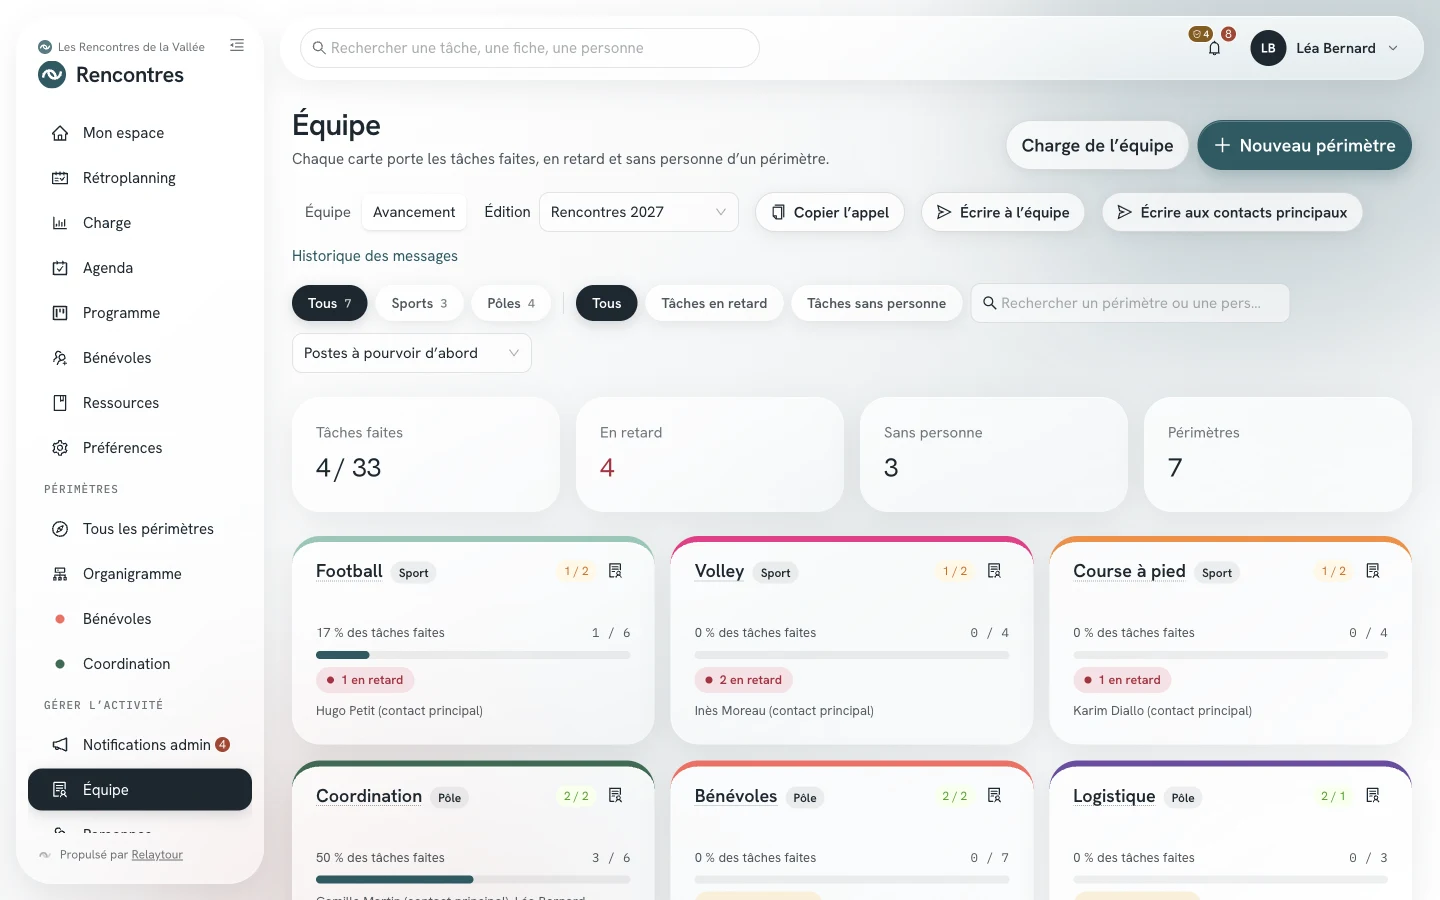 Les Rencontres de la Vallée
Rencontres
Mon espace
Rétroplanning
Charge
Agenda
Programme
Bénévoles
Ressources
Préférences
PÉRIMÈTRES
Tous les périmètres
Organigramme
Bénévoles
Coordination
GÉRER L’ACTIVITÉ
Notifications admin 4
Équipe
Propulsé par Relaytour
Rechercher une tâche, une fiche, une personne
4 8
LB Léa Bernard
Équipe
Chaque carte porte les tâches faites, en retard et sans personne d’un périmètre.
Charge de l’équipe
Nouveau périmètre
Équipe Avancement Édition Rencontres 2027 Copier l’appel Écrire à l’équipe Écrire aux contacts principaux
Historique des messages
Tous 7 Sports 3 Pôles 4 Tous Tâches en retard Tâches sans personne Rechercher un périmètre ou une pers…
Postes à pourvoir d’abord
Tâches faites
4 / 33
En retard
4
Sans personne
3
Périmètres
7
Football Sport 1 / 2
17 % des tâches faites 1 / 6
1 en retard
Hugo Petit (contact principal)
Volley Sport 1 / 2
0 % des tâches faites 0 / 4
2 en retard
Inès Moreau (contact principal)
Course à pied Sport 1 / 2
0 % des tâches faites 0 / 4
1 en retard
Karim Diallo (contact principal)
Coordination Pôle 2 / 2
50 % des tâches faites 3 / 6
Bénévoles Pôle 2 / 2
0 % des tâches faites 0 / 7
Logistique Pôle 2 / 1
0 % des tâches faites 0 / 3